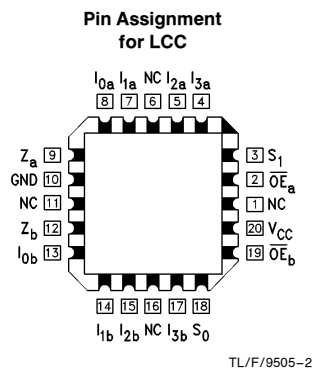 Pin Assignment
for LCC
I0a I1a NC I2a I3a
8 7 6 5 4
Za 9
GND 10
NC 11
Zb 12
I0b 13
3 S1
2 O̅E̅a
1 NC
20 VCC
19 O̅E̅b
14 15 16 17 18
I1b I2b NC I3b S0
TL/F/9505–2